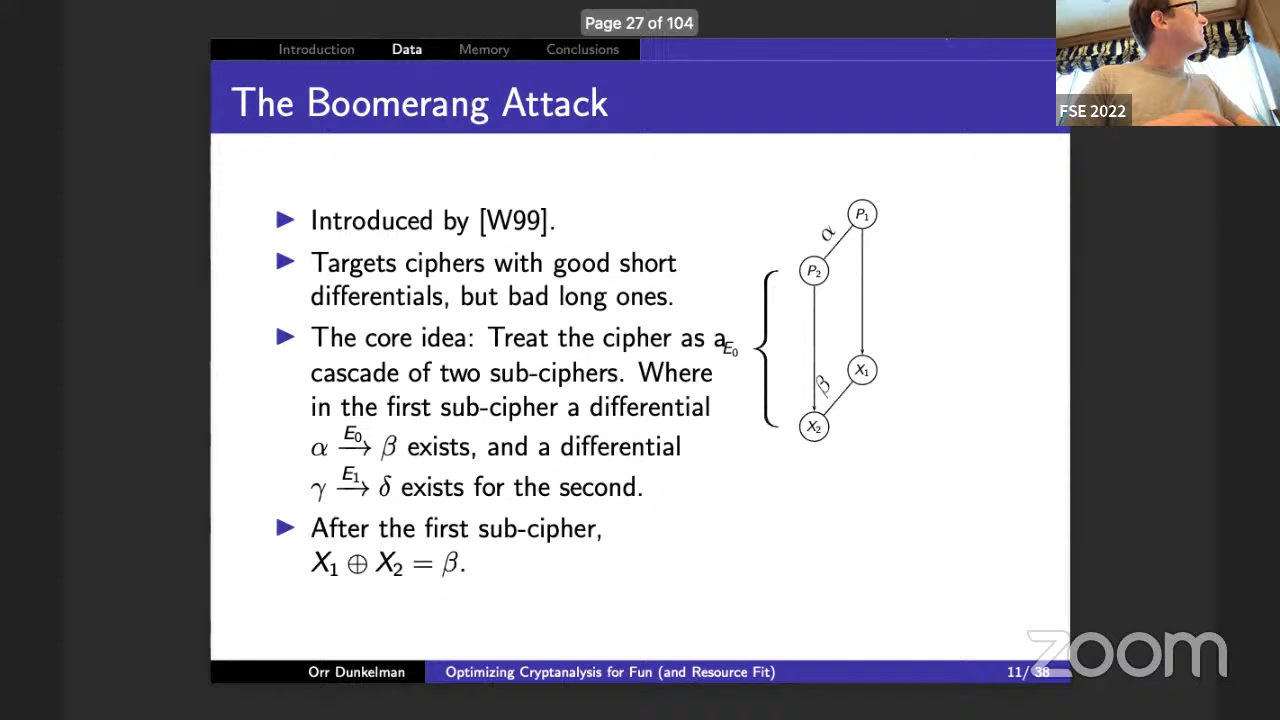 Page 27 of 104
Introduction Data Memory Conclusions
FSE 2022
The Boomerang Attack
▶ Introduced by [W99].
▶ Targets ciphers with good short
differentials, but bad long ones.
▶ The core idea: Treat the cipher as a
cascade of two sub-ciphers. Where
in the first sub-cipher a differential
α —E₀→ β exists, and a differential
γ —E₁→ δ exists for the second.
▶ After the first sub-cipher,
X₁ ⊕ X₂ = β.
P₁
α
P₂
E₀
X₁
β
X₂
zoom
Orr Dunkelman Optimizing Cryptanalysis for Fun (and Resource Fit) 11/ 38